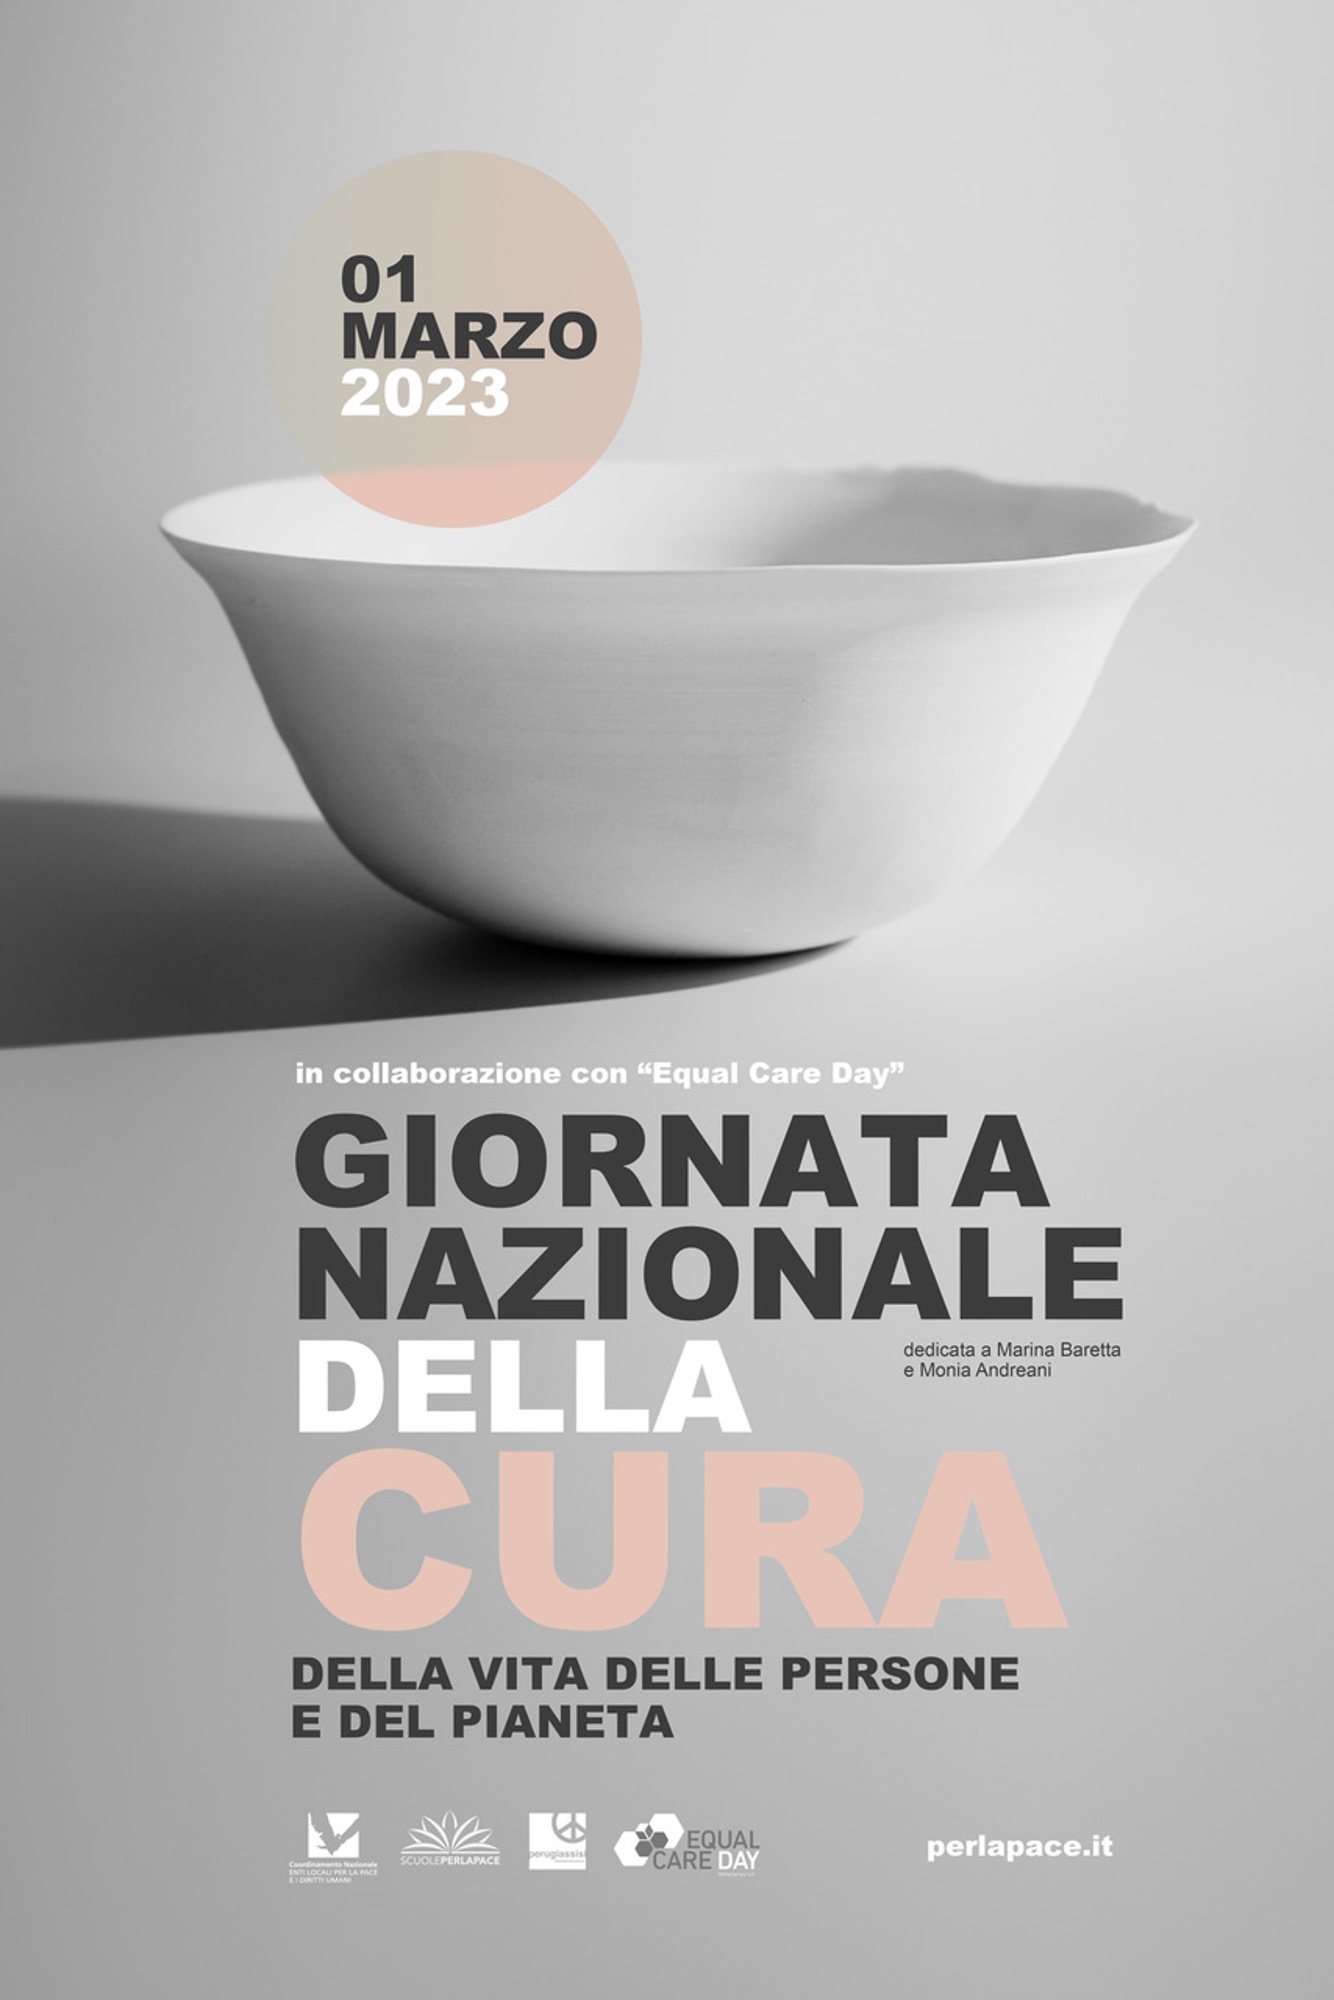 01
MARZO
2023
in collaborazione con “Equal Care Day”
GIORNATA
NAZIONALE
DELLA
dedicata a Marina Baretta
e Monia Andreani
CURA
DELLA VITA DELLE PERSONE
E DEL PIANETA
Coordinamento Nazionale
ENTI LOCALI PER LA PACE
E I DIRITTI UMANI
SCUOLEPERLAPACE
perugiassisi
EQUAL
CARE DAY
perlapace.it